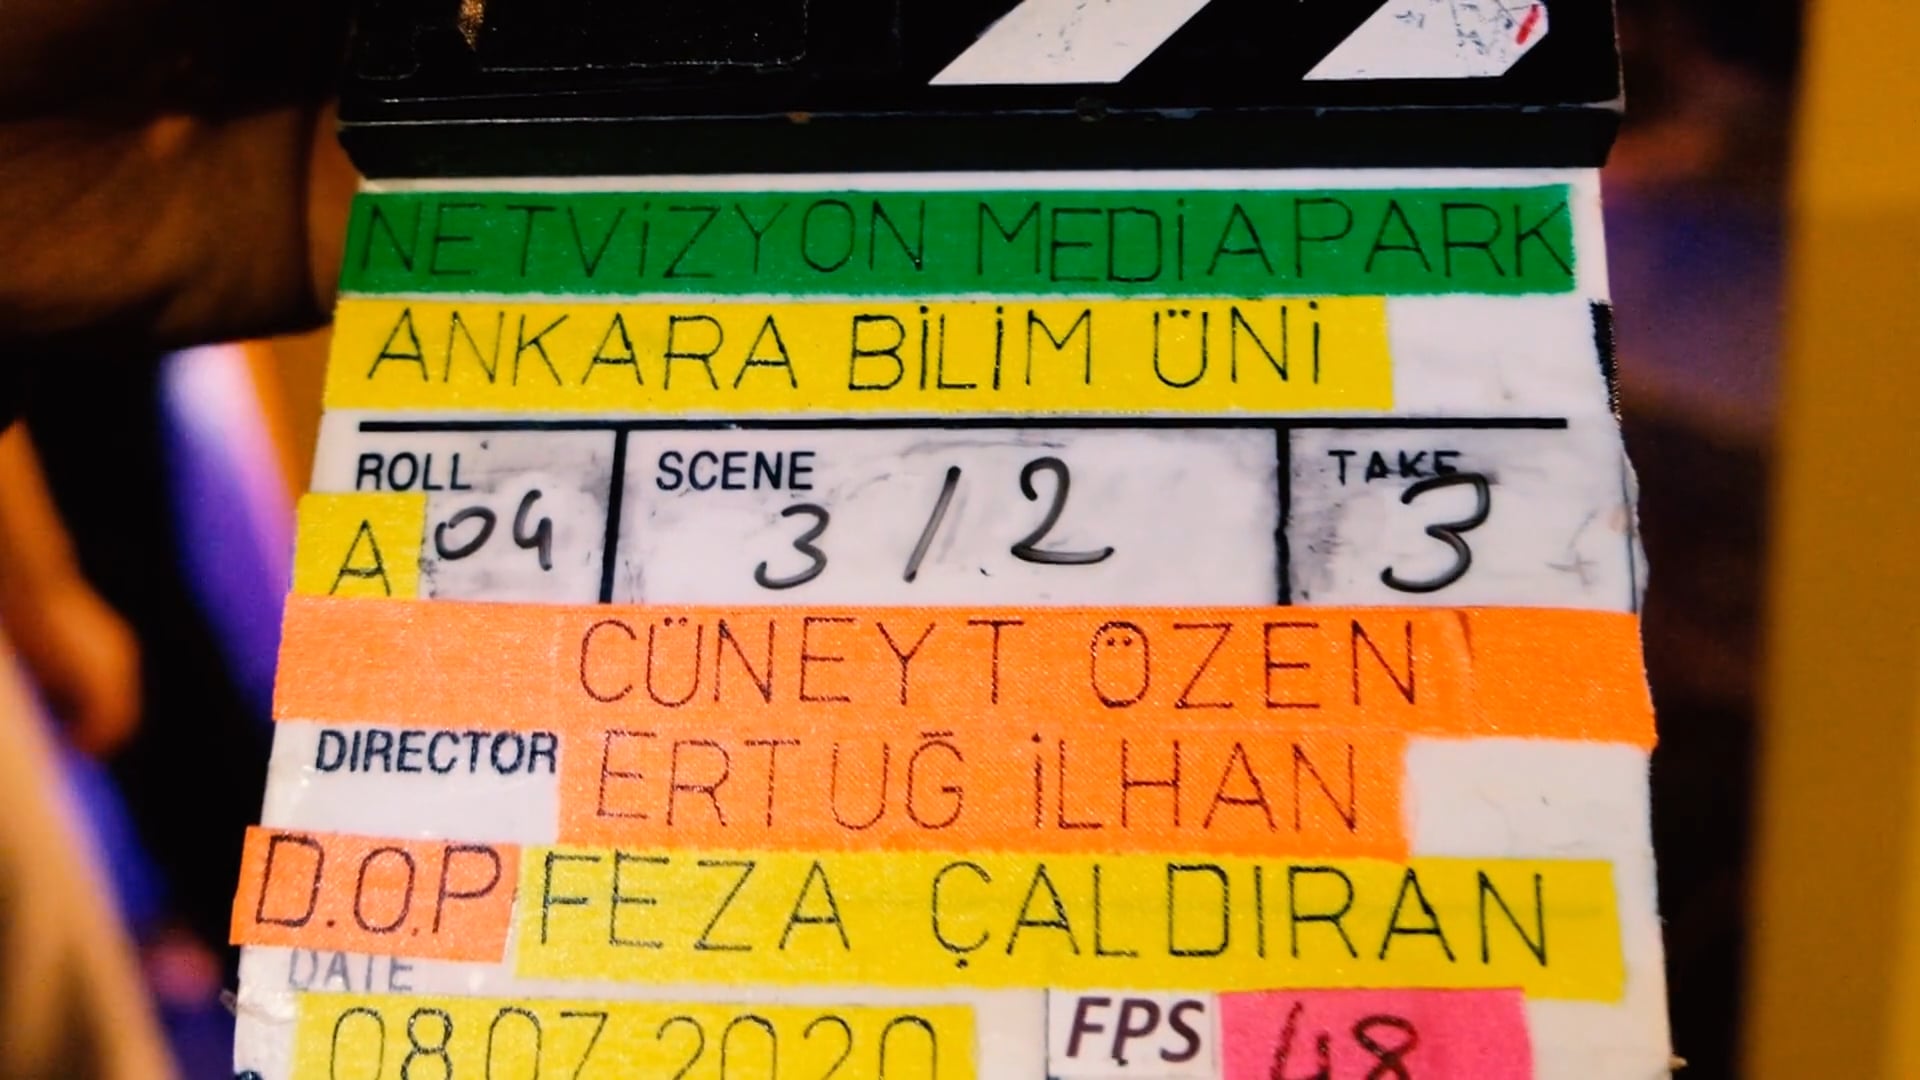 NETVİZYON MEDİAPARK
ANKARA BİLİM ÜNİ
ROLL SCENE TAKE
A 04 3 / 2 3
CÜNEYT ÖZEN
DIRECTOR ERTUĞ İLHAN
D.O.P FEZA ÇALDIRAN
DATE
08.07.2020 FPS 48